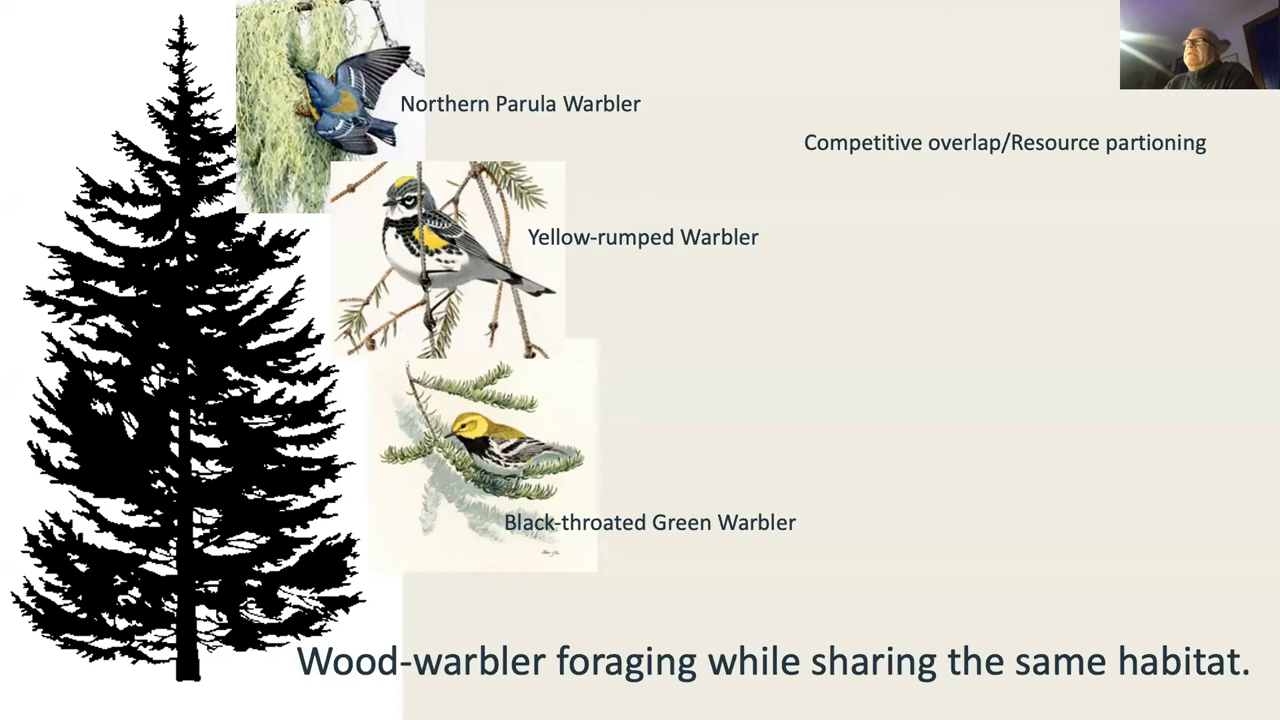 Northern Parula Warbler
Competitive overlap/Resource partioning
Yellow-rumped Warbler
Black-throated Green Warbler
Wood-warbler foraging while sharing the same habitat.